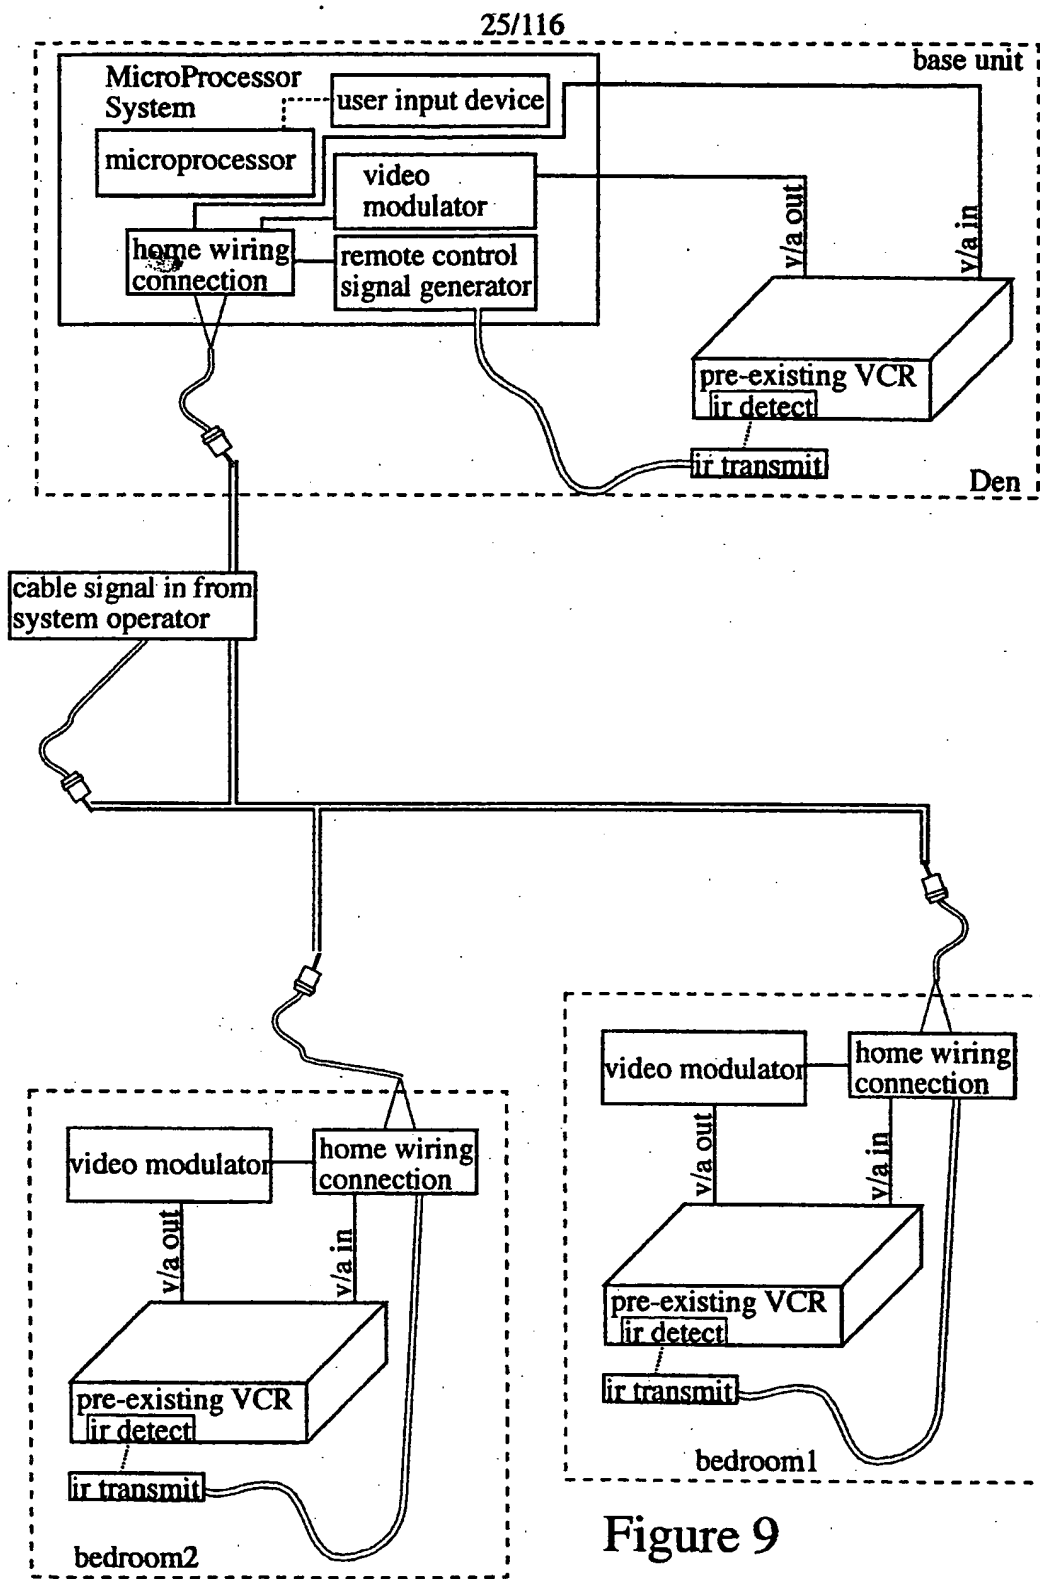 25/116
base unit
MicroProcessor
System
user input device
microprocessor
video
modulator
home wiring
connection
remote control
signal generator
v/a out
v/a in
pre-existing VCR
ir detect
ir transmit
Den
cable signal in from
system operator
video modulator
home wiring
connection
v/a out
v/a in
pre-existing VCR
ir detect
ir transmit
bedroom1
video modulator
home wiring
connection
v/a out
v/a in
pre-existing VCR
ir detect
ir transmit
bedroom2
Figure 9